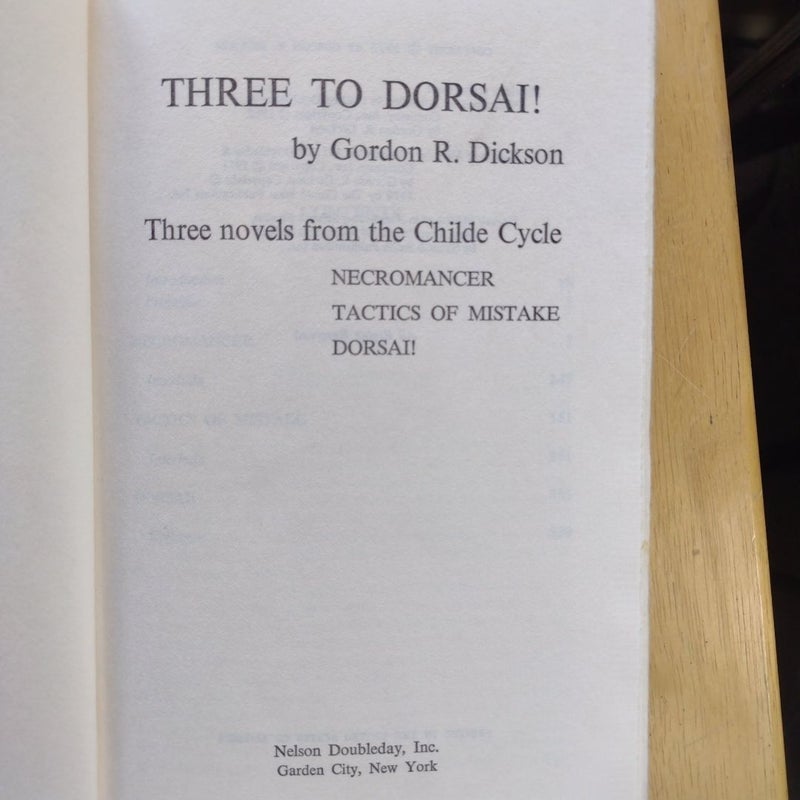 THREE TO DORSAI!
by Gordon R. Dickson
Three novels from the Childe Cycle
NECROMANCER
TACTICS OF MISTAKE
DORSAI!
Nelson Doubleday, Inc.
Garden City, New York